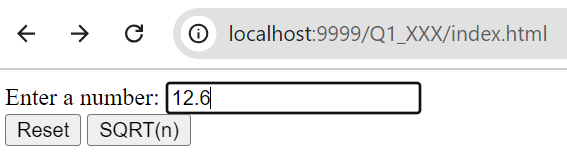 localhost:9999/Q1_XXX/index.html
Enter a number: 12.6
Reset SQRT(n)